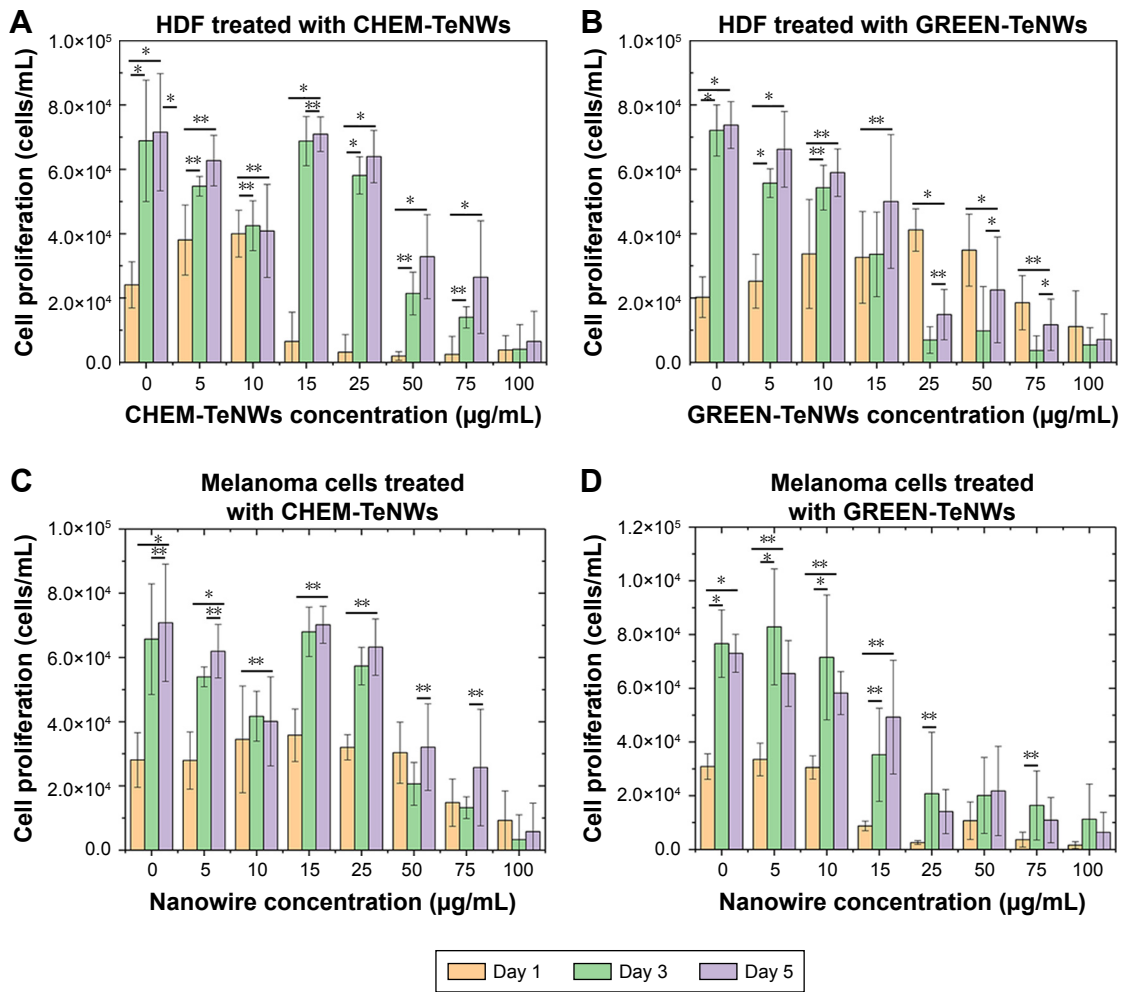 A
HDF treated with CHEM-TeNWs
1.0×10⁵
8.0×10⁴
6.0×10⁴
4.0×10⁴
2.0×10⁴
0.0
Cell proliferation (cells/mL)
* * * ** ** ** ** * ** * * ** * ** *
0 5 10 15 25 50 75 100
CHEM-TeNWs concentration (µg/mL)
B
HDF treated with GREEN-TeNWs
1.0×10⁵
8.0×10⁴
6.0×10⁴
4.0×10⁴
2.0×10⁴
0.0
Cell proliferation (cells/mL)
* * * * ** ** ** * ** * * ** *
0 5 10 15 25 50 75 100
GREEN-TeNWs concentration (µg/mL)
C
Melanoma cells treated
with CHEM-TeNWs
1.0×10⁵
8.0×10⁴
6.0×10⁴
4.0×10⁴
2.0×10⁴
0.0
Cell proliferation (cells/mL)
* ** * ** ** ** ** ** **
0 5 10 15 25 50 75 100
Nanowire concentration (µg/mL)
D
Melanoma cells treated
with GREEN-TeNWs
1.2×10⁵
1.0×10⁵
8.0×10⁴
6.0×10⁴
4.0×10⁴
2.0×10⁴
0.0
Cell proliferation (cells/mL)
* * ** * ** * ** ** ** **
0 5 10 15 25 50 75 100
Nanowire concentration (µg/mL)
Day 1 Day 3 Day 5